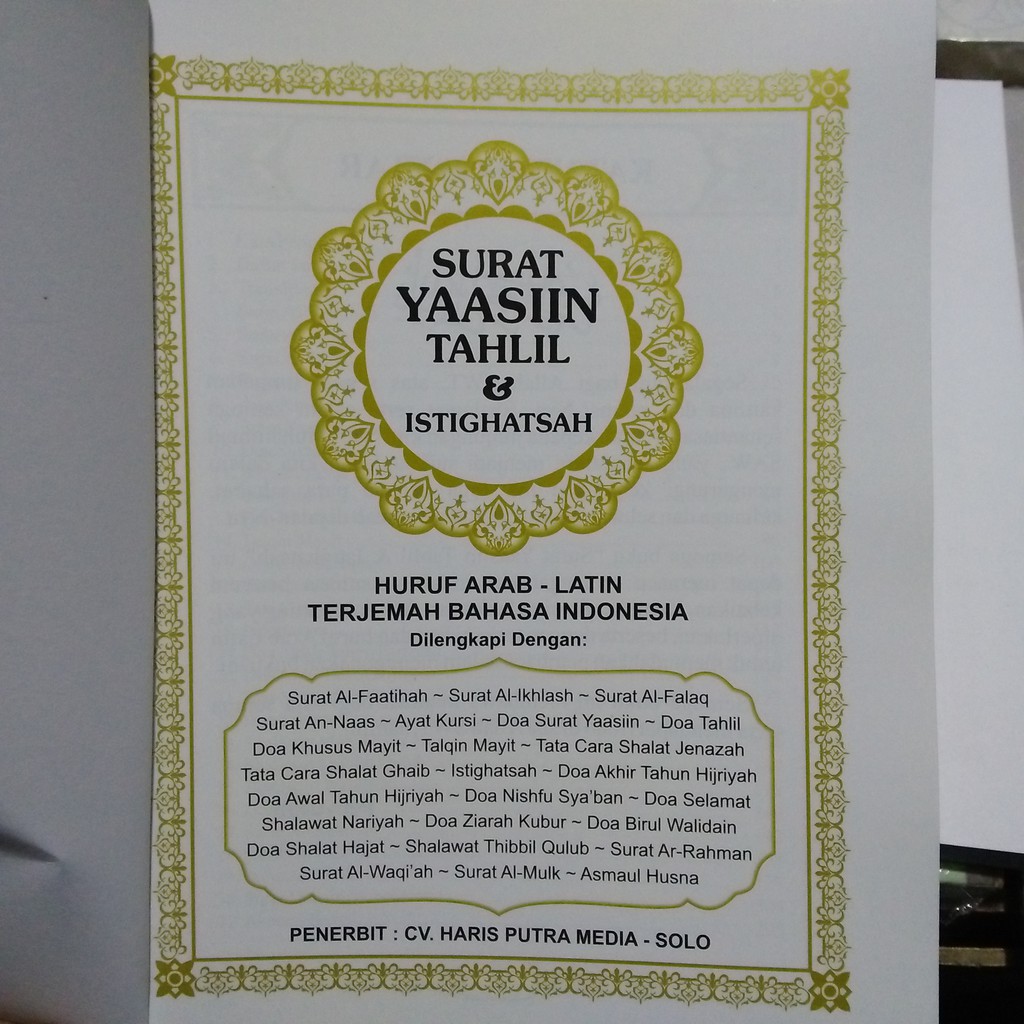 SURAT
YAASIIN
TAHLIL
&
ISTIGHATSAH
HURUF ARAB - LATIN
TERJEMAH BAHASA INDONESIA
Dilengkapi Dengan:
Surat Al-Faatihah ~ Surat Al-Ikhlash ~ Surat Al-Falaq
Surat An-Naas ~ Ayat Kursi ~ Doa Surat Yaasiin ~ Doa Tahlil
Doa Khusus Mayit ~ Talqin Mayit ~ Tata Cara Shalat Jenazah
Tata Cara Shalat Ghaib ~ Istighatsah ~ Doa Akhir Tahun Hijriyah
Doa Awal Tahun Hijriyah ~ Doa Nishfu Sya'ban ~ Doa Selamat
Shalawat Nariyah ~ Doa Ziarah Kubur ~ Doa Birul Walidain
Doa Shalat Hajat ~ Shalawat Thibbil Qulub ~ Surat Ar-Rahman
Surat Al-Waqi'ah ~ Surat Al-Mulk ~ Asmaul Husna
PENERBIT : CV. HARIS PUTRA MEDIA - SOLO